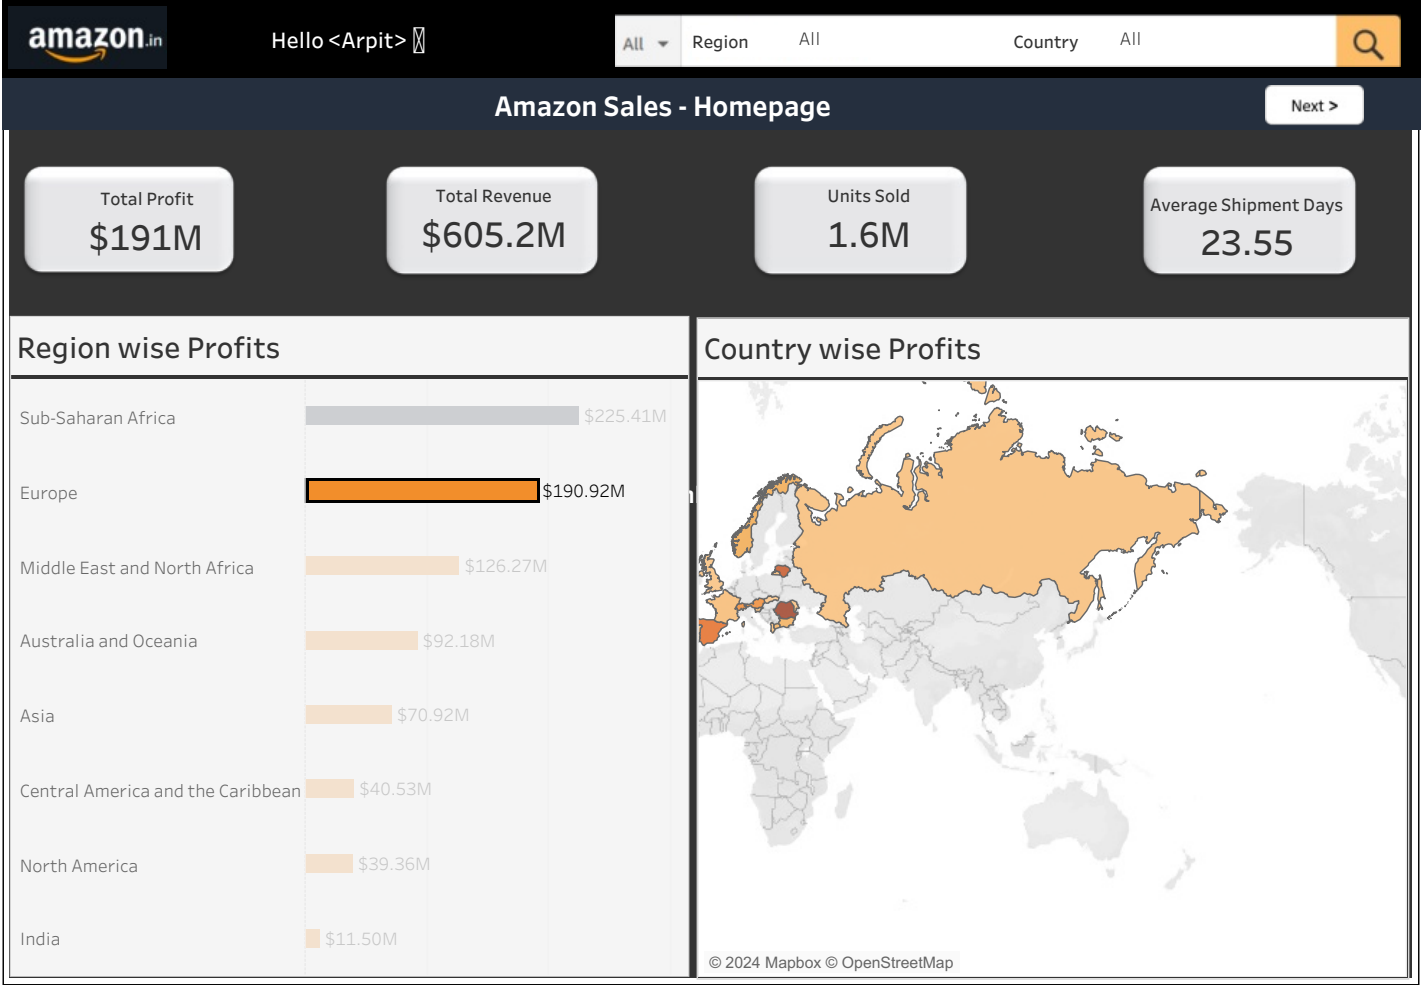 amazon.in
Hello <Arpit>
All
Region
All
Country
All
Amazon Sales - Homepage
Next >
Total Profit
$191M
Total Revenue
$605.2M
Units Sold
1.6M
Average Shipment Days
23.55
Region wise Profits
Sub-Saharan Africa
$225.41M
Europe
$190.92M
Middle East and North Africa
$126.27M
Australia and Oceania
$92.18M
Asia
$70.92M
Central America and the Caribbean
$40.53M
North America
$39.36M
India
$11.50M
Country wise Profits
© 2024 Mapbox © OpenStreetMap